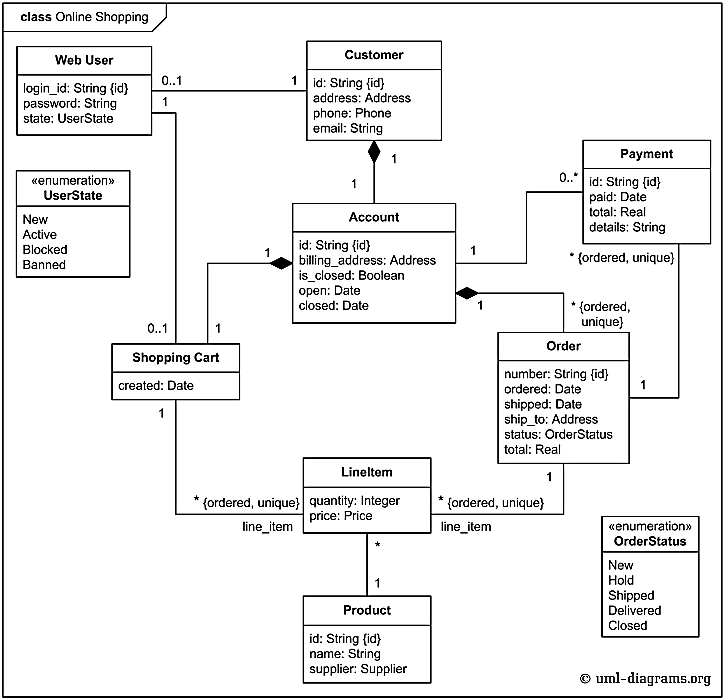 class Online Shopping
Web User
login_id: String {id}
password: String
state: UserState
0..1
1
1
Customer
id: String {id}
address: Address
phone: Phone
email: String
1
1
«enumeration»
UserState
New
Active
Blocked
Banned
Payment
id: String {id}
paid: Date
total: Real
details: String
0..*
1
* {ordered, unique}
Account
id: String {id}
billing_address: Address
is_closed: Boolean
open: Date
closed: Date
1
1
* {ordered,
unique}
0..1
1
Shopping Cart
created: Date
1
Order
number: String {id}
ordered: Date
shipped: Date
ship_to: Address
status: OrderStatus
total: Real
1
1
LineItem
quantity: Integer
price: Price
* {ordered, unique}
line_item
* {ordered, unique}
line_item
*
1
Product
id: String {id}
name: String
supplier: Supplier
«enumeration»
OrderStatus
New
Hold
Shipped
Delivered
Closed
© uml-diagrams.org